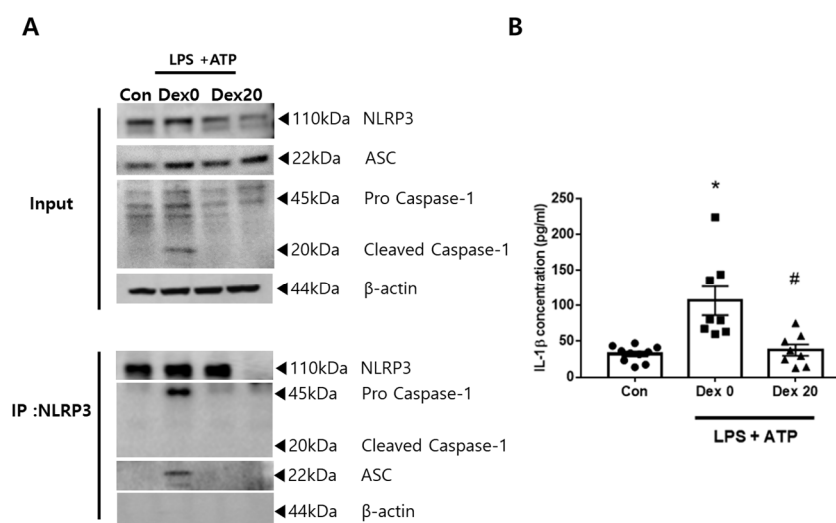 A
LPS +ATP
Con Dex0 Dex20
Input
◀110kDa NLRP3
◀22kDa ASC
◀45kDa Pro Caspase-1
◀20kDa Cleaved Caspase-1
◀44kDa β-actin
IP :NLRP3
◀110kDa NLRP3
◀45kDa Pro Caspase-1
◀20kDa Cleaved Caspase-1
◀22kDa ASC
◀44kDa β-actin
B
IL-1β concentration (pg/ml)
250
200
150
100
50
0
*
#
Con Dex 0 Dex 20
LPS + ATP